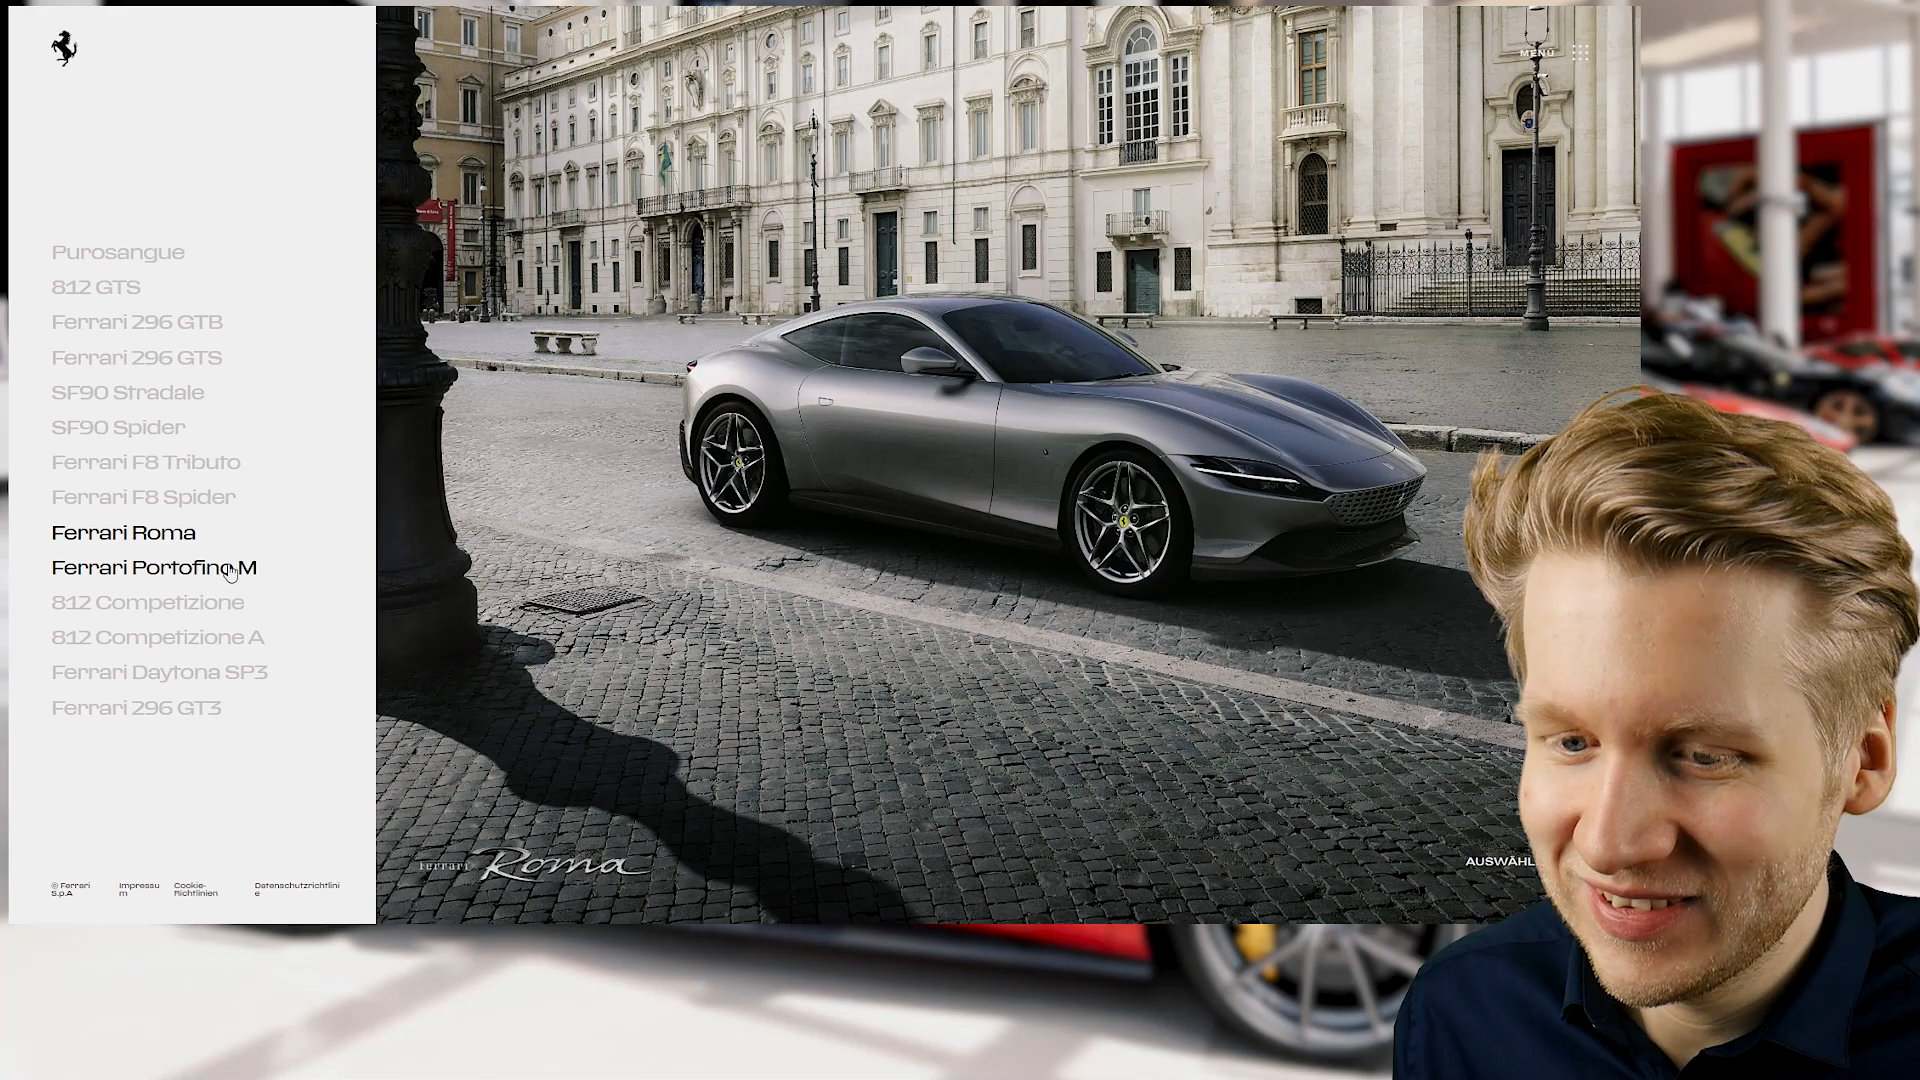 MENÜ
Purosangue
812 GTS
Ferrari 296 GTB
Ferrari 296 GTS
SF90 Stradale
SF90 Spider
Ferrari F8 Tributo
Ferrari F8 Spider
Ferrari Roma
Ferrari Portofino M
812 Competizione
812 Competizione A
Ferrari Daytona SP3
Ferrari 296 GT3
Ferrari Roma
AUSWÄHL
© Ferrari S.p.A
Impressum
Cookie-Richtlinien
Datenschutzrichtlinie